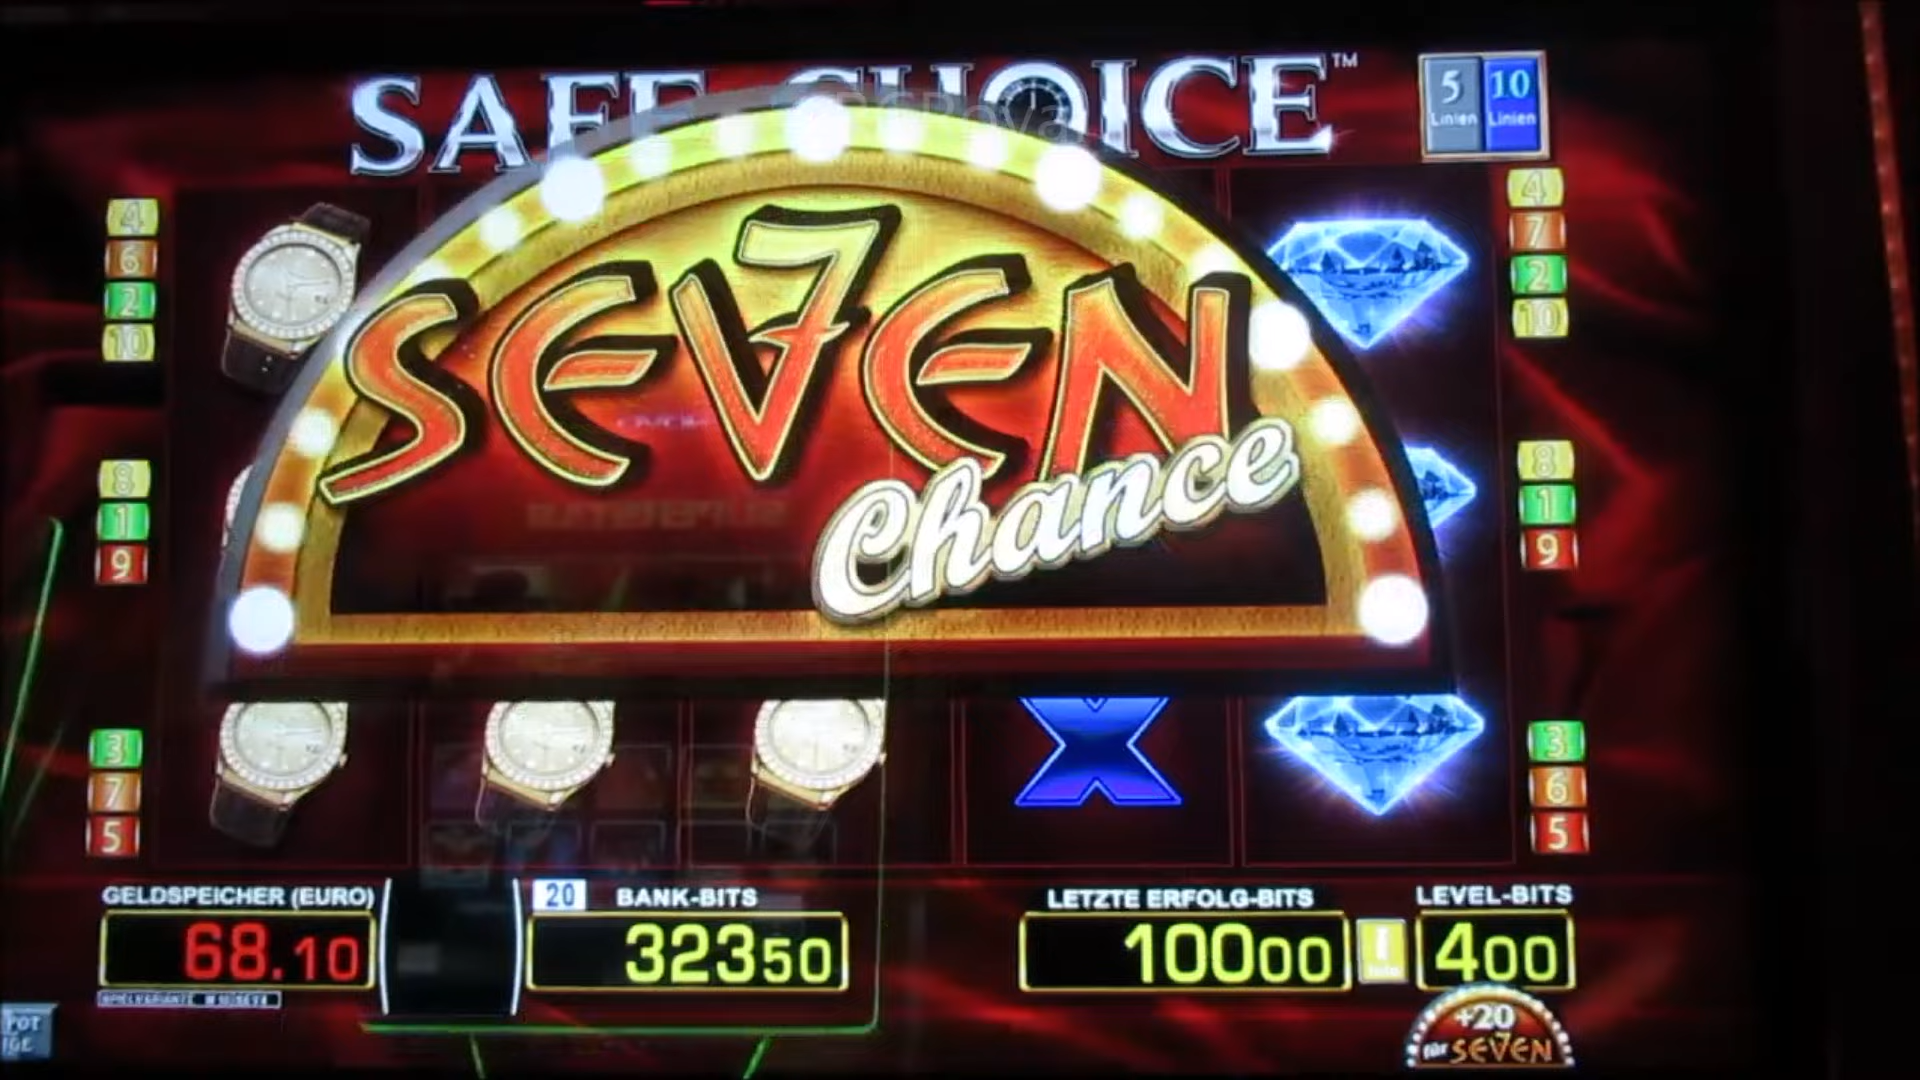 SAFE CHOICE™
5 Linien
10 Linien
4
6
2
10
4
7
2
10
SEVEN
7
Chance
8
1
9
8
1
9
X
3
7
5
3
6
5
GELDSPEICHER (EURO)
20
BANK-BITS
LETZTE ERFOLG-BITS
LEVEL-BITS
68.10
32350
10000
400
+20
für SEVEN